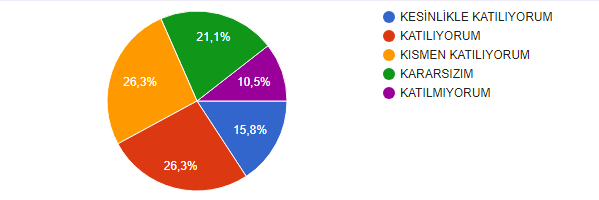 KESİNLİKLE KATILIYORUM
KATILIYORUM
KISMEN KATILIYORUM
KARARSIZIM
KATILMIYORUM
21,1%
10,5%
26,3%
15,8%
26,3%